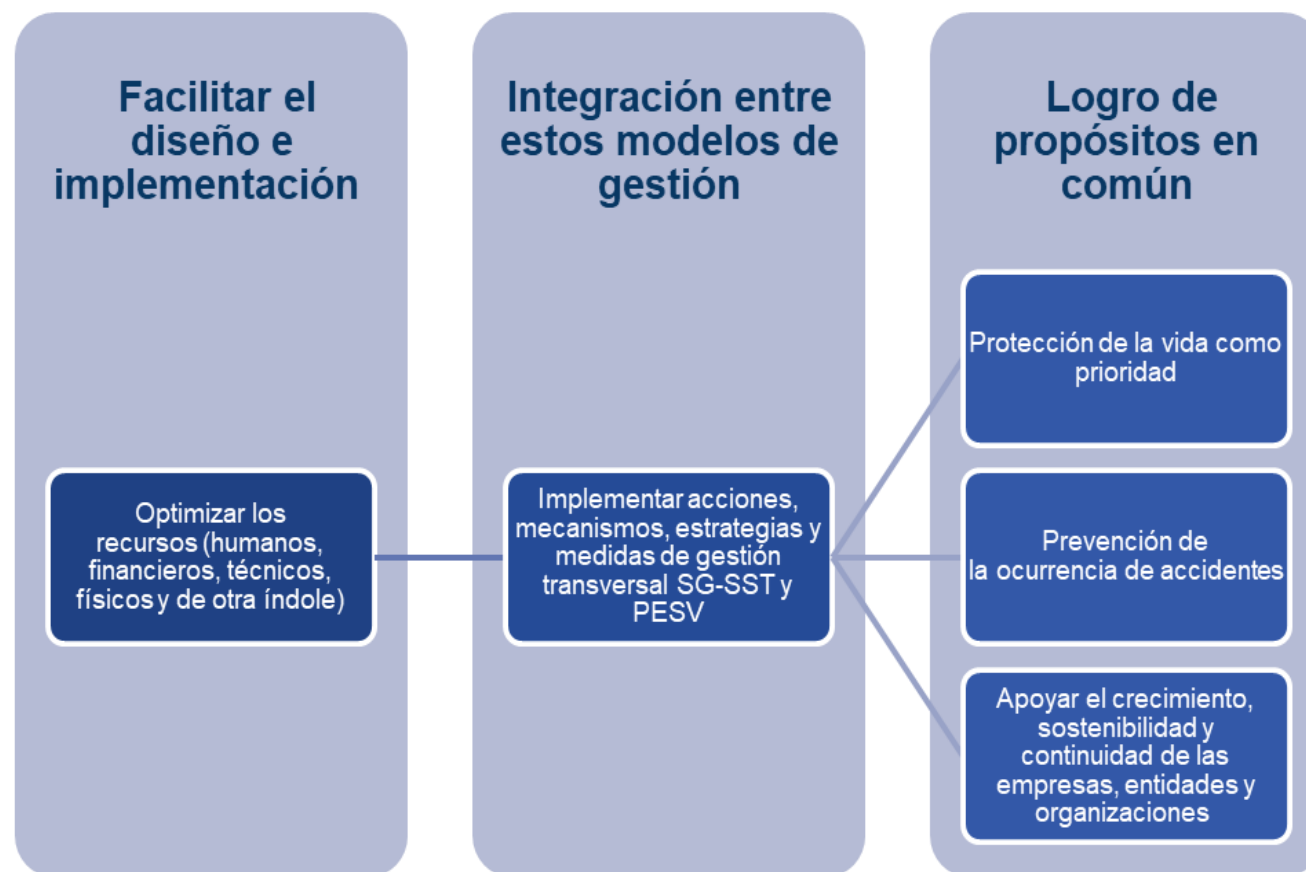 Facilitar el
diseño e
implementación
Optimizar los
recursos (humanos,
financieros, técnicos,
físicos y de otra índole)
Integración entre
estos modelos de
gestión
Implementar acciones,
mecanismos, estrategias y
medidas de gestión
transversal SG-SST y
PESV
Logro de
propósitos en
común
Protección de la vida como
prioridad
Prevención de
la ocurrencia de accidentes
Apoyar el crecimiento,
sostenibilidad y
continuidad de las
empresas, entidades y
organizaciones